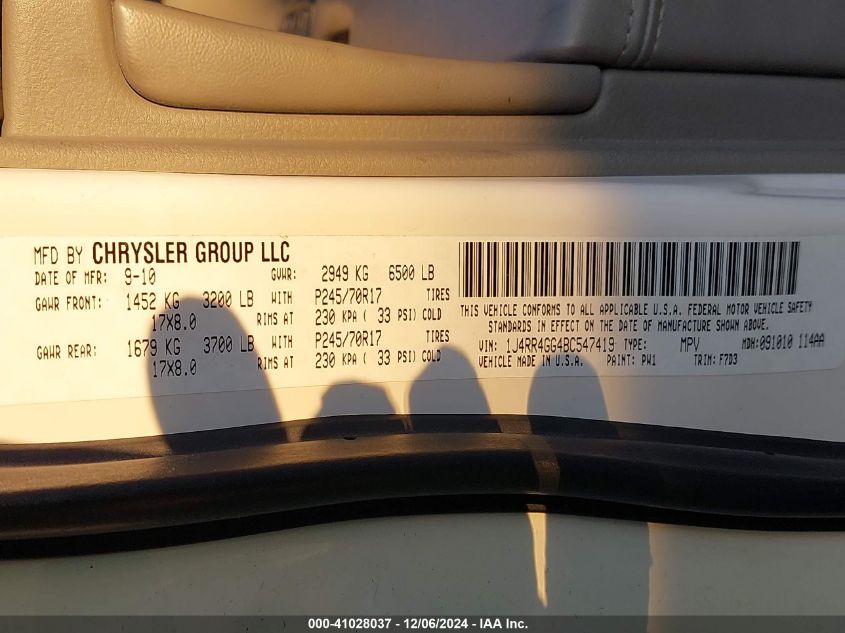 MFD BY CHRYSLER GROUP LLC
DATE OF MFR: 9-10 GVWR: 2949 KG 6500 LB
GAWR FRONT: 1452 KG 3200 LB WITH P245/70R17 TIRES
17X8.0 RIMS AT 230 KPA ( 33 PSI) COLD
GAWR REAR: 1679 KG 3700 LB WITH P245/70R17 TIRES
17X8.0 RIMS AT 230 KPA ( 33 PSI) COLD
THIS VEHICLE CONFORMS TO ALL APPLICABLE U.S.A. FEDERAL MOTOR VEHICLE SAFETY
STANDARDS IN EFFECT ON THE DATE OF MANUFACTURE SHOWN ABOVE.
VIN: 1J4RR4GG4BC547419 TYPE: MPV MDH:091010 114AA
VEHICLE MADE IN U.S.A. PAINT: PW1 TRIM: F7D3
000-41028037 - 12/06/2024 - IAA Inc.